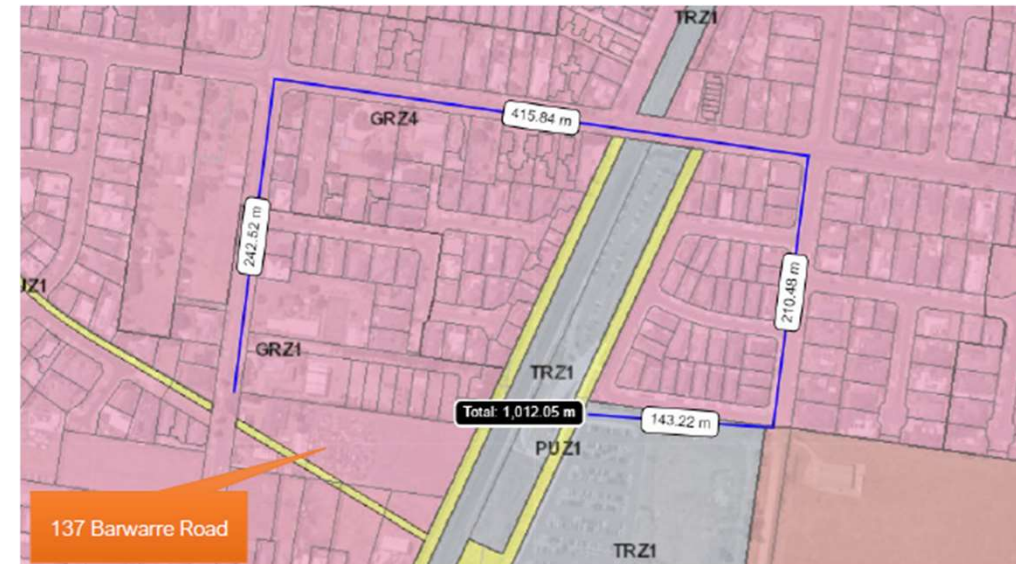 TRZ1
415.84 m
GRZ4
242.52 m
210.48 m
JZ1
GRZ1
TRZ1
Total: 1,012.05 m
143.22 m
PUZ1
137 Barwarre Road
TRZ1